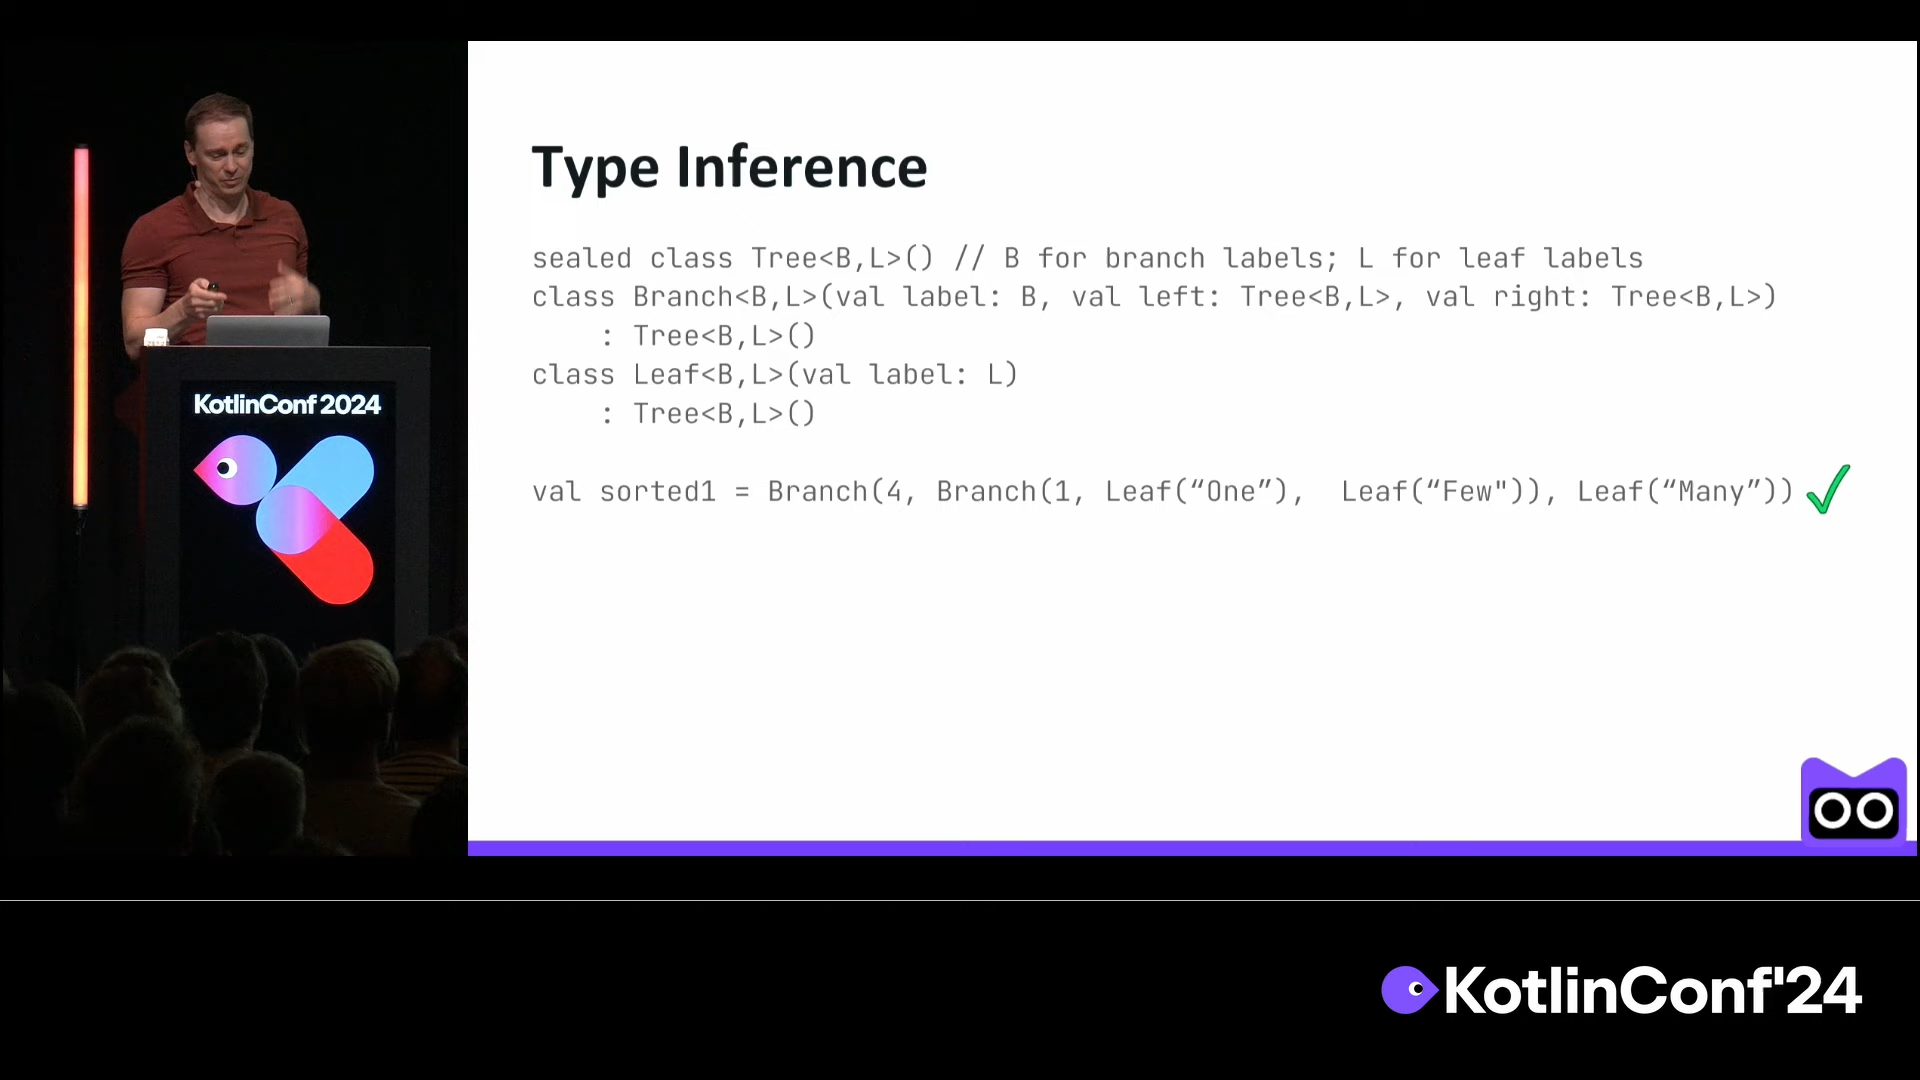 Type Inference
sealed class Tree<B,L>() // B for branch labels; L for leaf labels
class Branch<B,L>(val label: B, val left: Tree<B,L>, val right: Tree<B,L>)
    : Tree<B,L>()
class Leaf<B,L>(val label: L)
    : Tree<B,L>()
val sorted1 = Branch(4, Branch(1, Leaf(“One”),  Leaf(“Few")), Leaf(“Many”))
KotlinConf 2024
KotlinConf'24